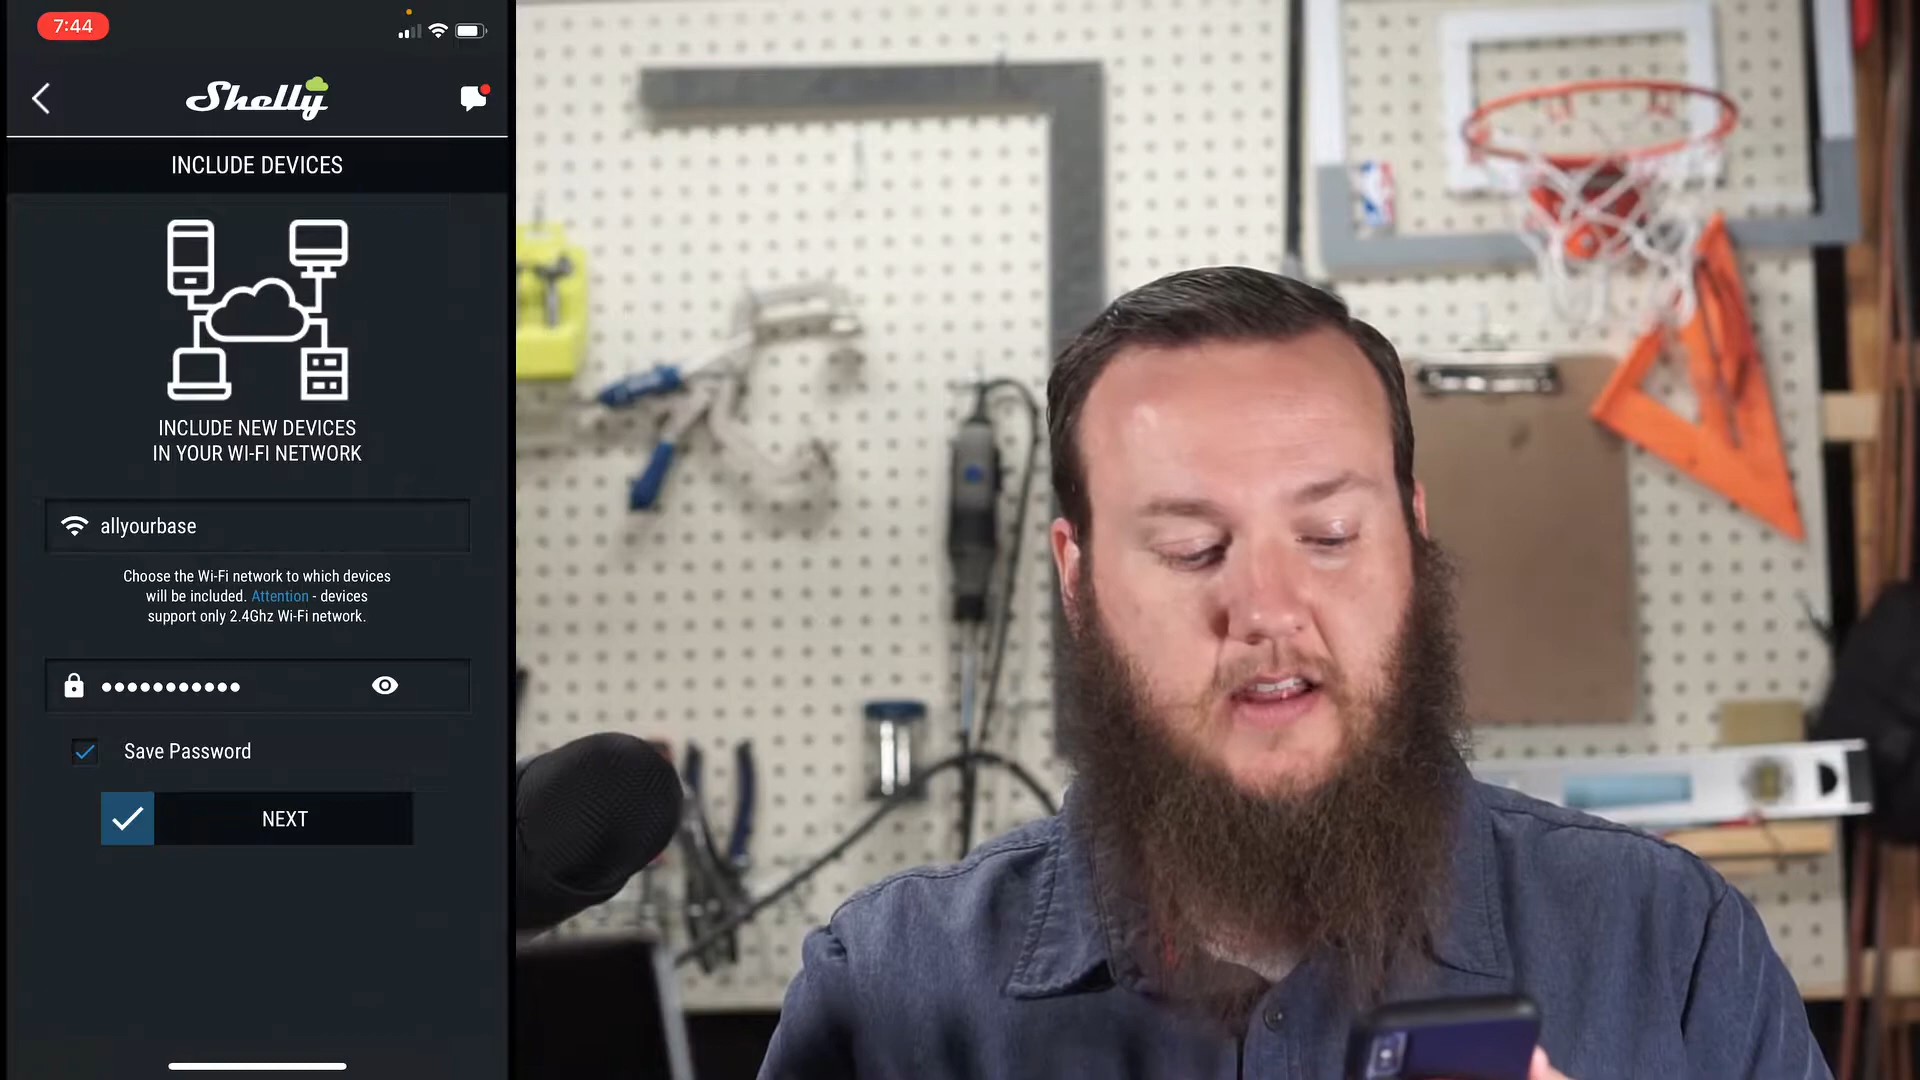 7:44
Shelly
INCLUDE DEVICES
INCLUDE NEW DEVICES
IN YOUR WI-FI NETWORK
allyourbase
Choose the Wi-Fi network to which devices
will be included. Attention - devices
support only 2.4Ghz Wi-Fi network.
Save Password
NEXT